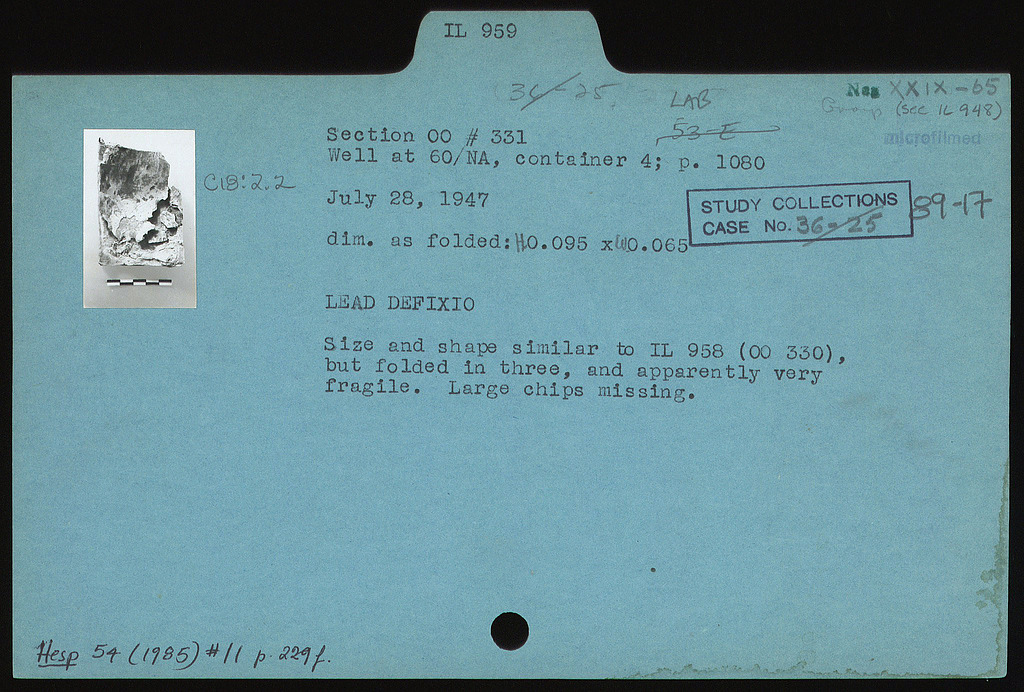 IL 959
36-25
LAB
53-E
Neg XXIX-65
Group (see IL 948)
microfilmed
Section OO # 331
Well at 60/NA, container 4; p. 1080
C18:2.2
July 28, 1947
STUDY COLLECTIONS
CASE No. 36-25
89-17
dim. as folded: H0.095 x W0.065
LEAD DEFIXIO
Size and shape similar to IL 958 (OO 330),
but folded in three, and apparently very
fragile. Large chips missing.
Hesp 54 (1985) #11 p. 229f.